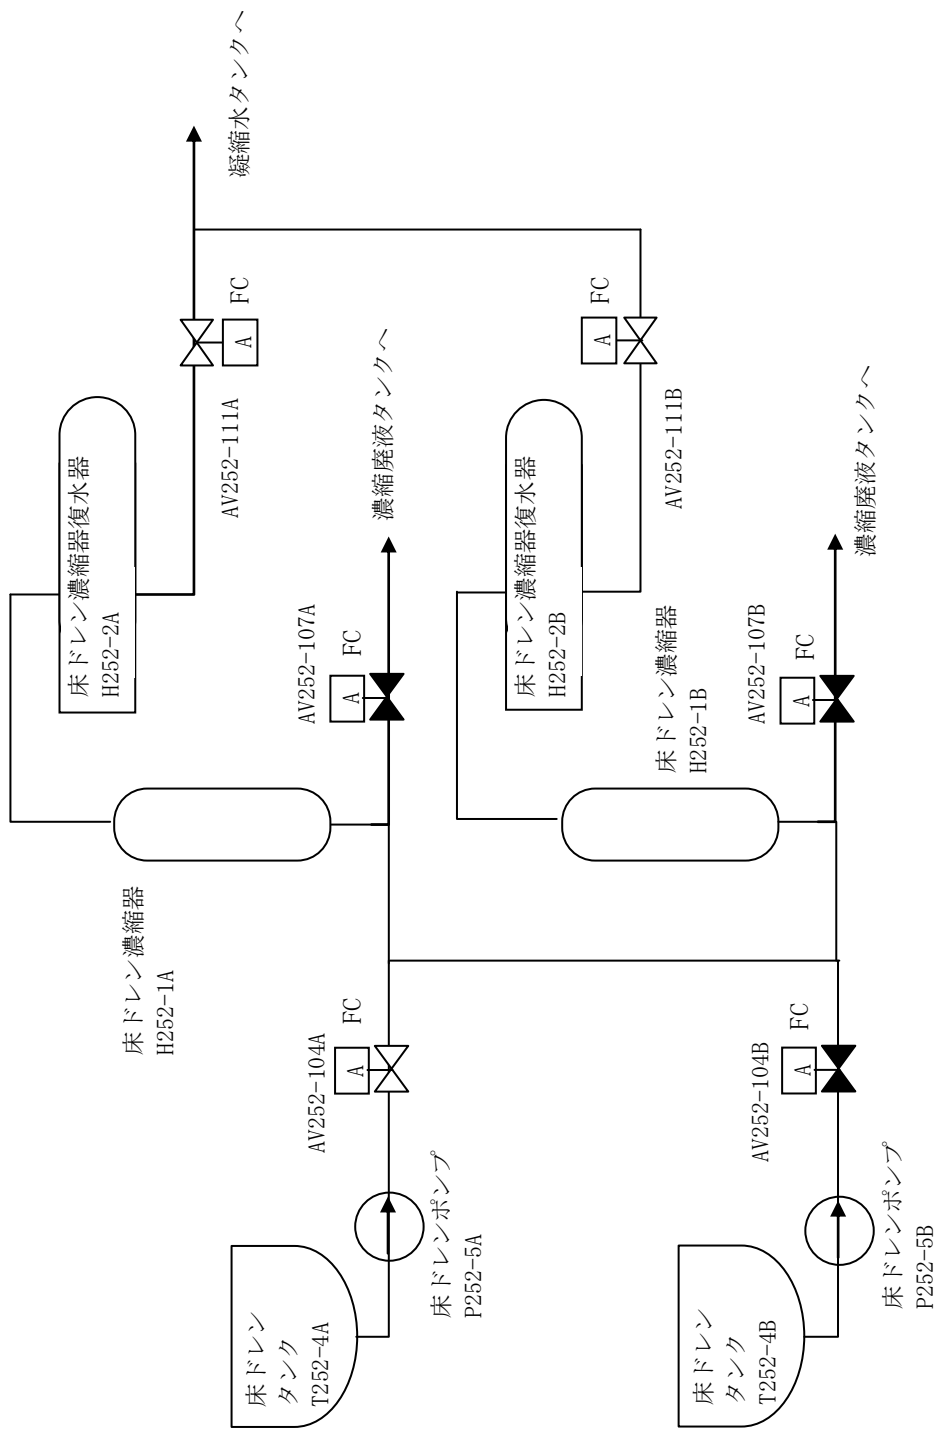 床ドレン
タンク
T252-4A
床ドレンポンプ
P252-5A
AV252-104A
A
FC
床ドレン濃縮器
H252-1A
床ドレン濃縮器復水器
H252-2A
AV252-107A
A
FC
濃縮廃液タンクへ
AV252-111A
A
FC
凝縮水タンクへ
床ドレン
タンク
T252-4B
床ドレンポンプ
P252-5B
AV252-104B
A
FC
床ドレン濃縮器
H252-1B
床ドレン濃縮器復水器
H252-2B
AV252-107B
A
FC
濃縮廃液タンクへ
AV252-111B
A
FC